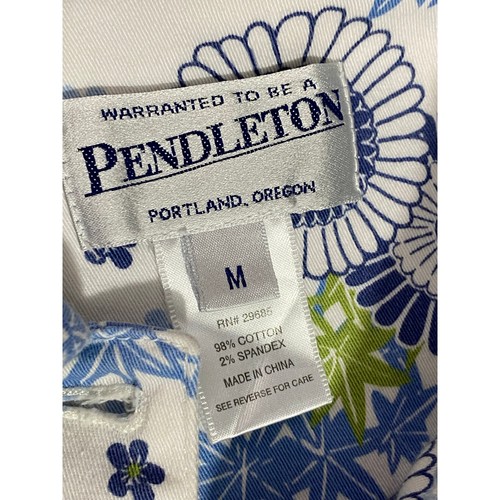 WARRANTED TO BE A
PENDLETON
PORTLAND, OREGON
M
RN# 29685
98% COTTON
2% SPANDEX
MADE IN CHINA
SEE REVERSE FOR CARE